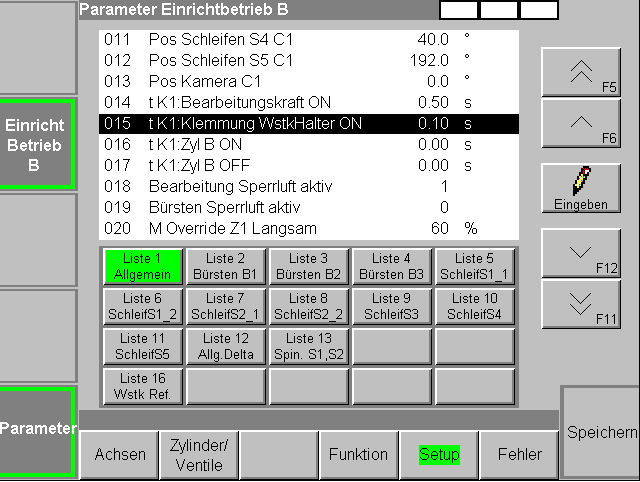 Parameter Einrichtbetrieb B
011 Pos Schleifen S4 C1 40.0 °
012 Pos Schleifen S5 C1 192.0 °
013 Pos Kamera C1 0.0 °
014 t K1:Bearbeitungskraft ON 0.50 s
015 t K1:Klemmung WstkHalter ON 0.10 s
016 t K1:Zyl B ON 0.00 s
017 t K1:Zyl B OFF 0.00 s
018 Bearbeitung Sperrluft aktiv 1
019 Bürsten Sperrluft aktiv 0
020 M Override Z1 Langsam 60 %
Einricht
Betrieb
B
Parameter
F5
F6
Eingeben
F12
F11
Liste 1
Allgemein
Liste 2
Bürsten B1
Liste 3
Bürsten B2
Liste 4
Bürsten B3
Liste 5
SchleifS1_1
Liste 6
SchleifS1_2
Liste 7
SchleifS2_1
Liste 8
SchleifS2_2
Liste 9
SchleifS3
Liste 10
SchleifS4
Liste 11
SchleifS5
Liste 12
Allg.Delta
Liste 13
Spin. S1,S2
Liste 16
Wstk Ref.
Achsen
Zylinder/
Ventile
Funktion
Setup
Fehler
Speichern